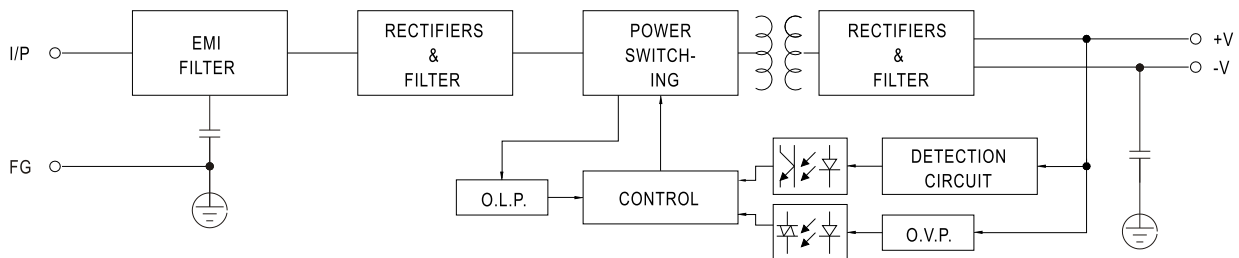 I/P
EMI
FILTER
RECTIFIERS
&
FILTER
POWER
SWITCH-
ING
RECTIFIERS
&
FILTER
+V
-V
FG
O.L.P.
CONTROL
DETECTION
CIRCUIT
O.V.P.